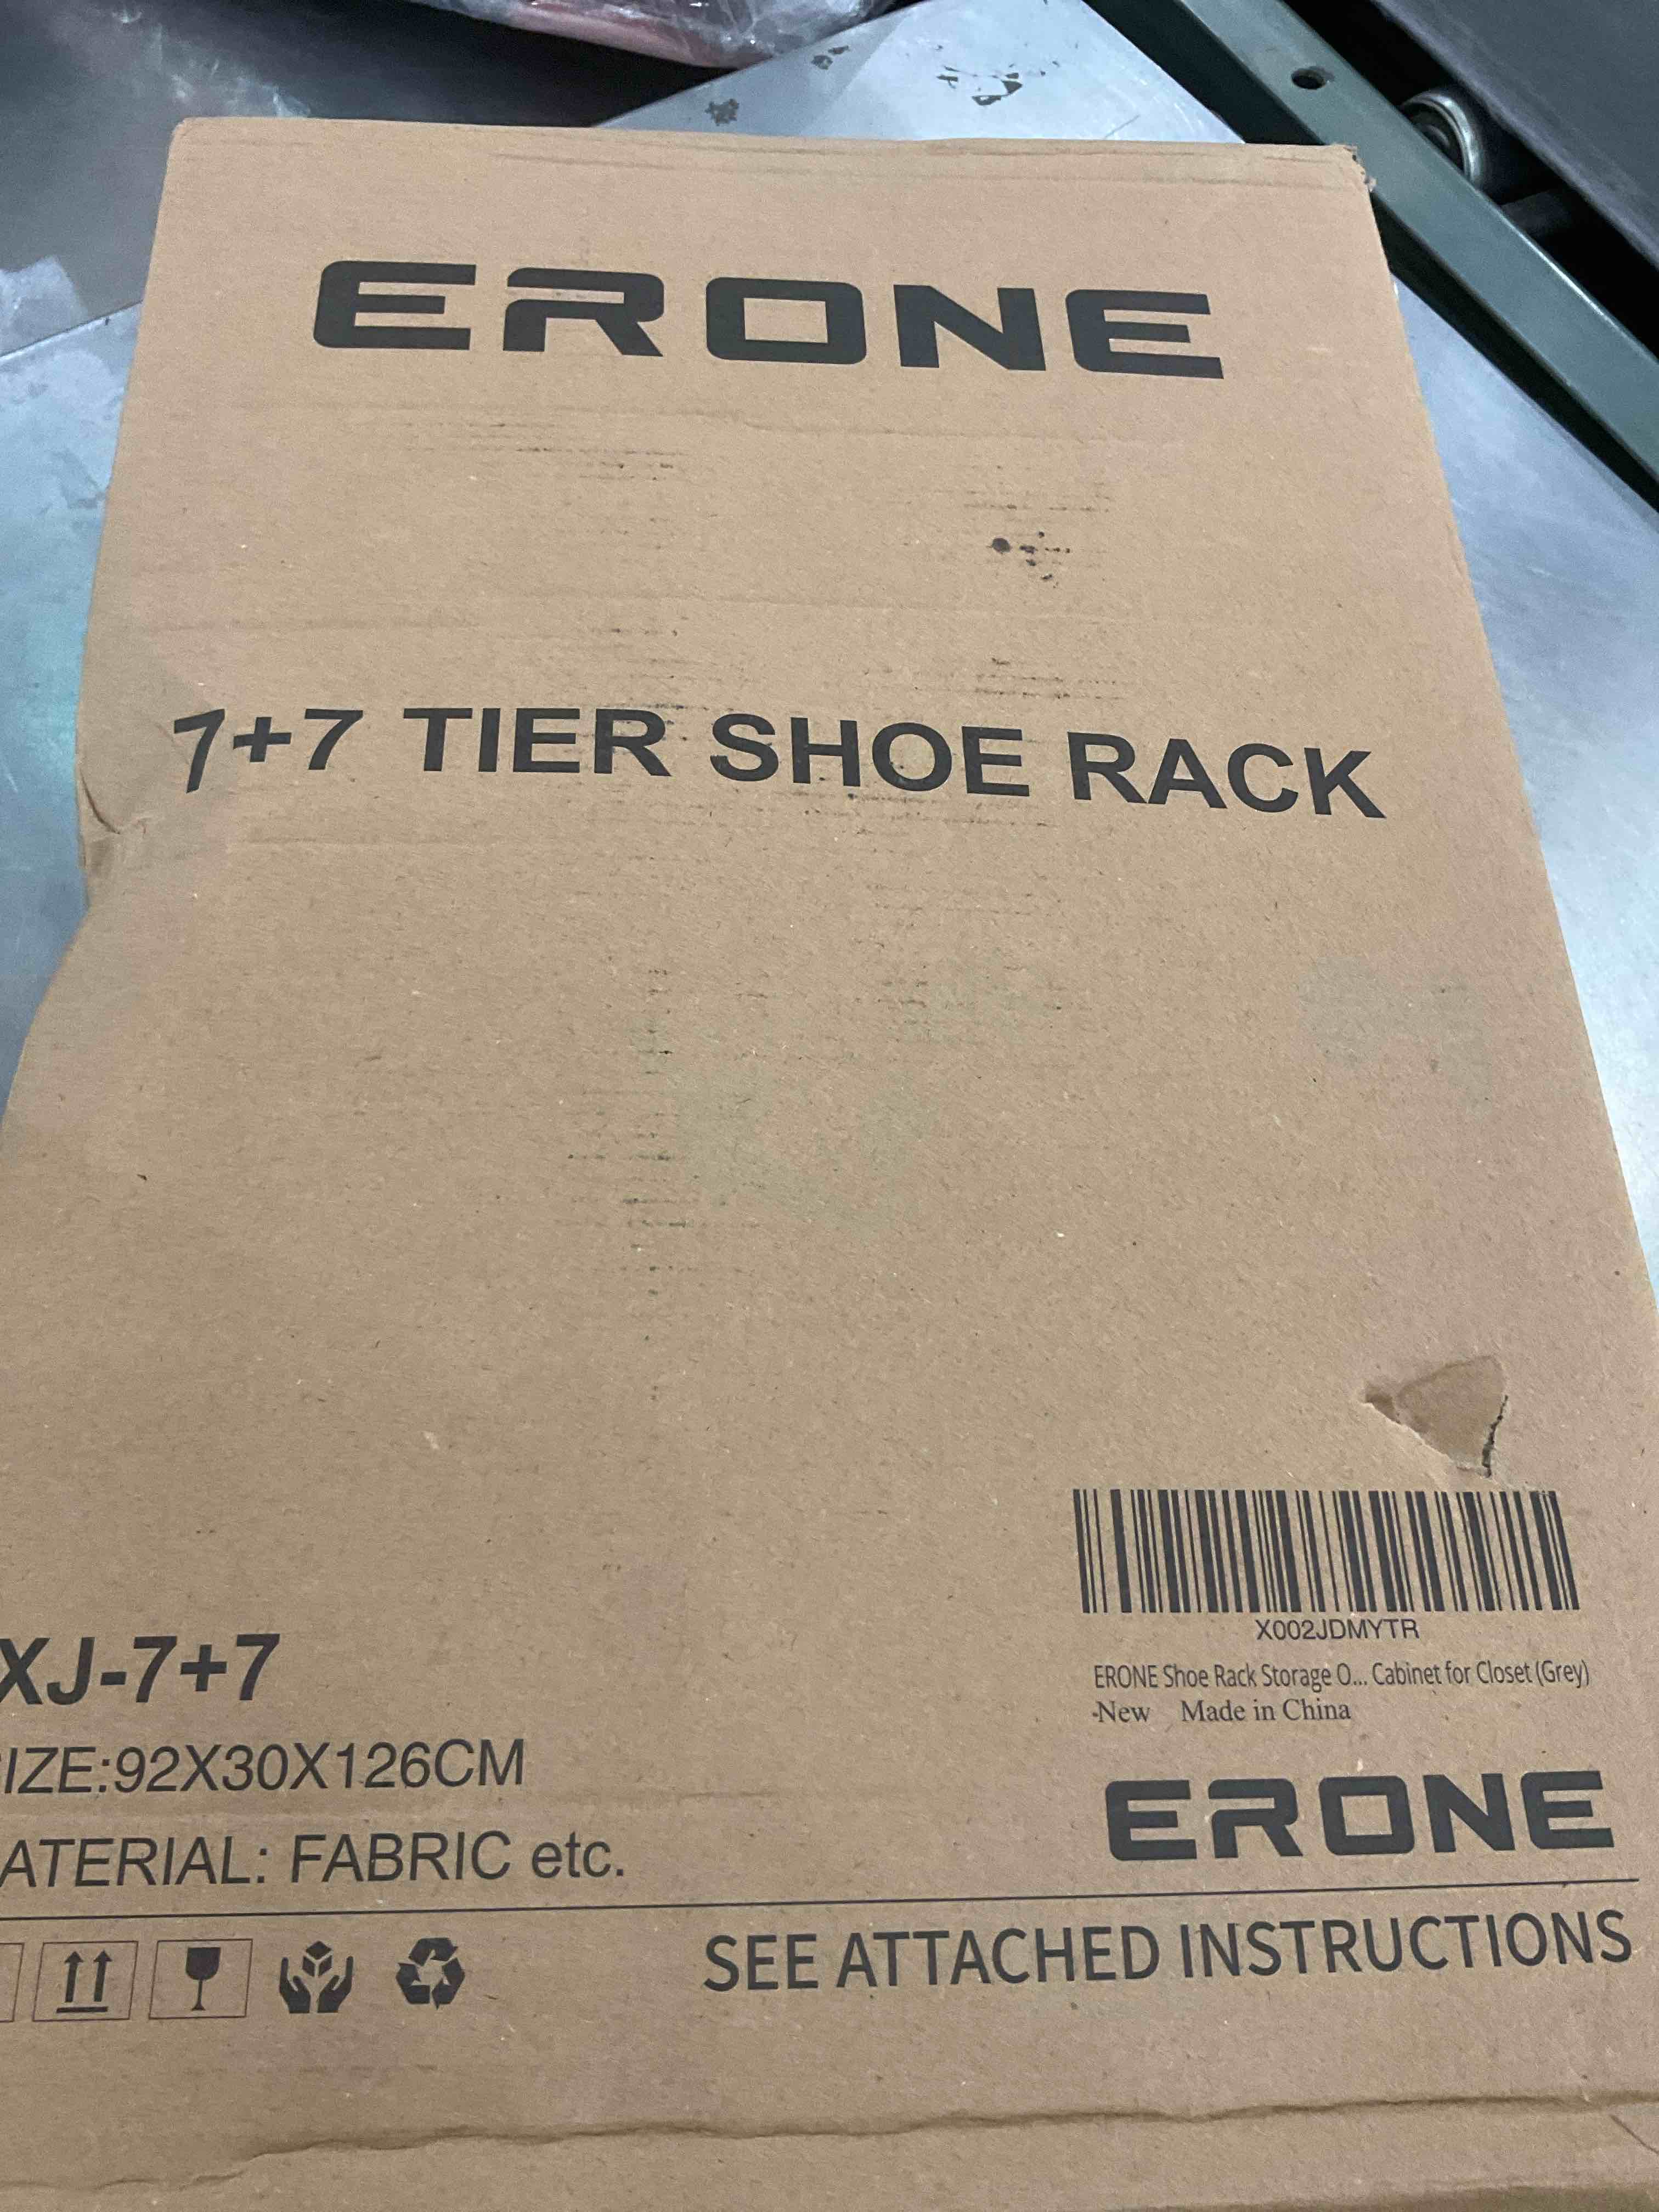 ERONE
7+7 TIER SHOE RACK
X002JDMYTR
ERONE Shoe Rack Storage O... Cabinet for Closet (Grey)
-New Made in China
XJ-7+7
IZE:92X30X126CM
ATERIAL: FABRIC etc.
ERONE
SEE ATTACHED INSTRUCTIONS